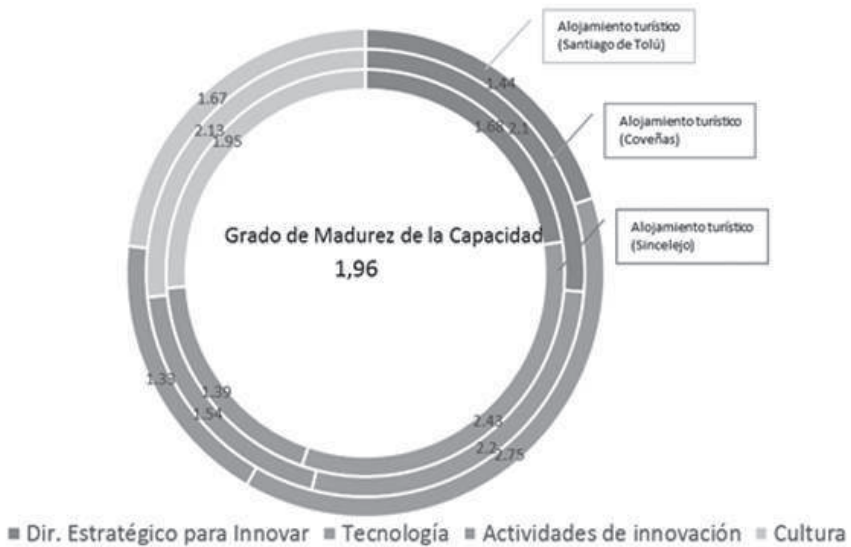 Alojamiento turístico
(Santiago de Tolú)
1.44
1.67
Alojamiento turístico
(Coveñas)
1.68
2.1
2.13
1.95
Alojamiento turístico
(Sincelejo)
Grado de Madurez de la Capacidad
1,96
1.33
1.39
1.54
2.43
2.2
2.75
Dir. Estratégico para Innovar
Tecnología
Actividades de innovación
Cultura